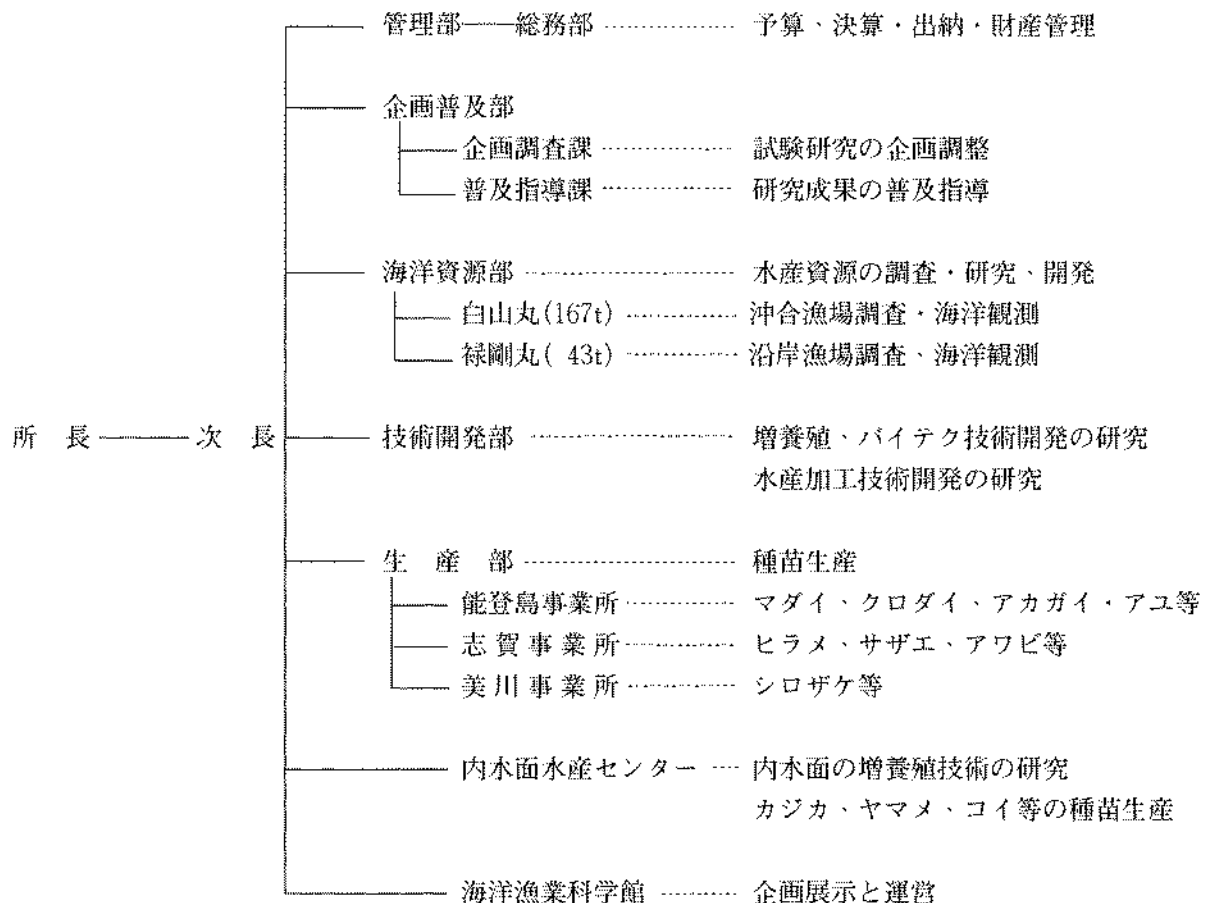 管理部――総務部 ………… 予算、決算・出納・財産管理
企画普及部
企画調査課 ………… 試験研究の企画調整
普及指導課 ………… 研究成果の普及指導
海洋資源部 ………… 水産資源の調査・研究、開発
白山丸(167t) ………… 沖合漁場調査・海洋観測
禄剛丸( 43t) ………… 沿岸漁場調査、海洋観測
所 長 ―― 次 長 技術開発部 ………… 増養殖、バイテク技術開発の研究
水産加工技術開発の研究
生 産 部 ………… 種苗生産
能登島事業所 ………… マダイ、クロダイ、アカガイ・アユ等
志賀事業所 ………… ヒラメ、サザエ、アワビ等
美川事業所 ………… シロザケ等
内水面水産センター … 内水面の増養殖技術の研究
カジカ、ヤマメ、コイ等の種苗生産
海洋漁業科学館 ……… 企画展示と運営